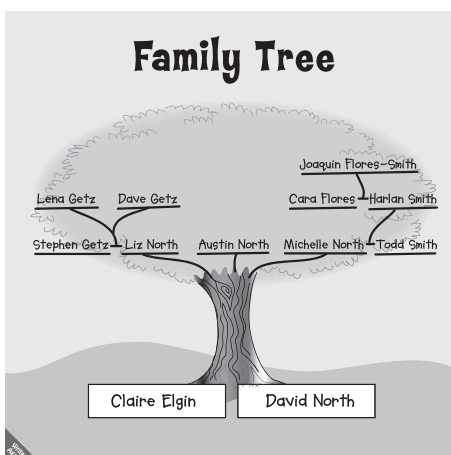 Family Tree
Joaquin Flores-Smith
Lena Getz Dave Getz Cara Flores Harlan Smith
Stephen Getz Liz North Austin North Michelle North Todd Smith
Claire Elgin David North